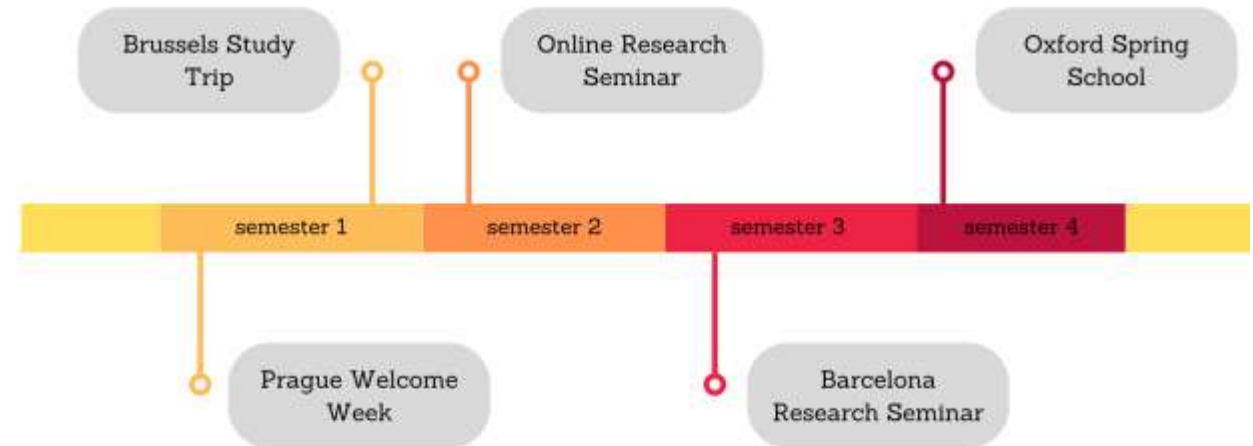 Brussels Study
Trip
Online Research
Seminar
Oxford Spring
School
semester 1
semester 2
semester 3
semester 4
Prague Welcome
Week
Barcelona
Research Seminar